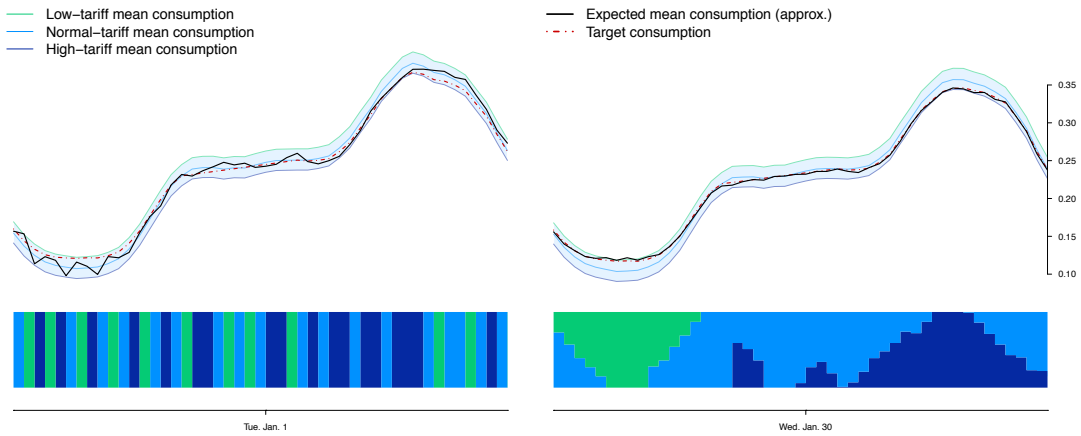 Low−tariff mean consumption
Normal−tariff mean consumption
High−tariff mean consumption
Expected mean consumption (approx.)
Target consumption
0.35
0.30
0.25
0.20
0.15
0.10
Tue. Jan. 1
Wed. Jan. 30